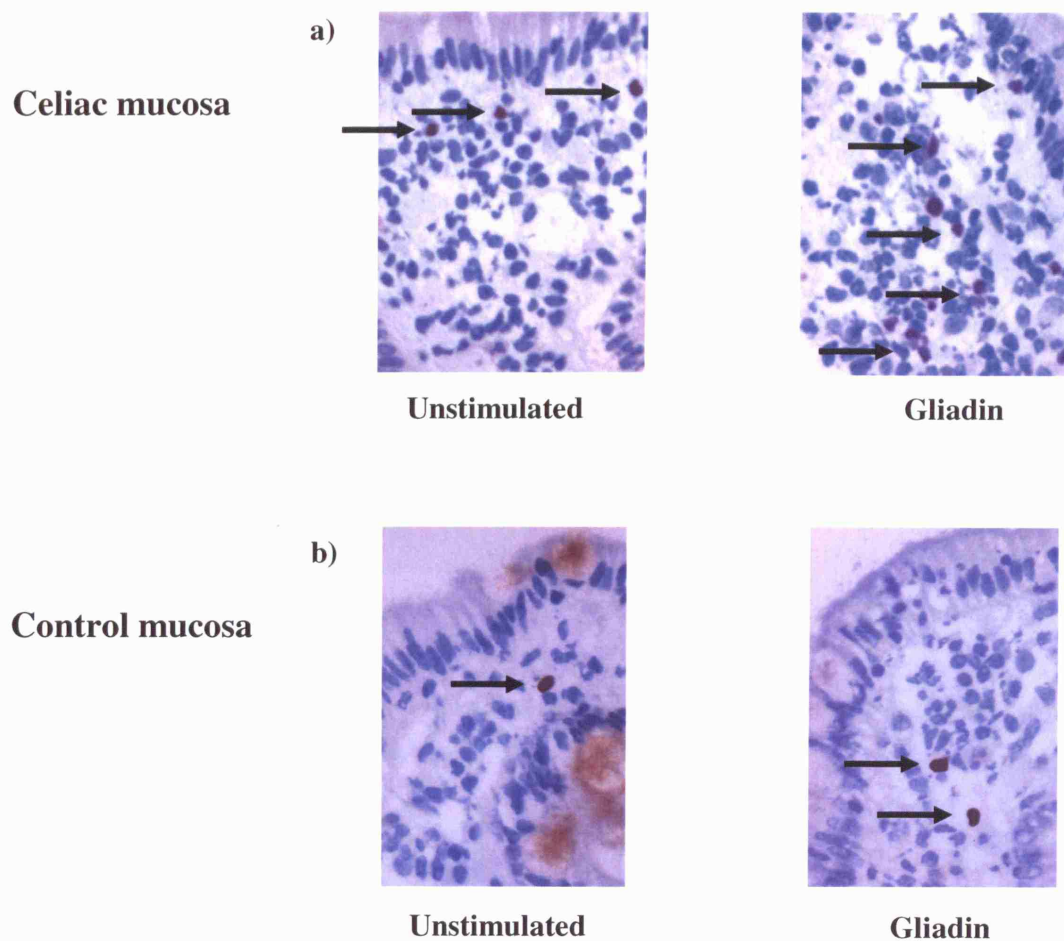 a)
Celiac mucosa
Unstimulated
Gliadin
b)
Control mucosa
Unstimulated
Gliadin